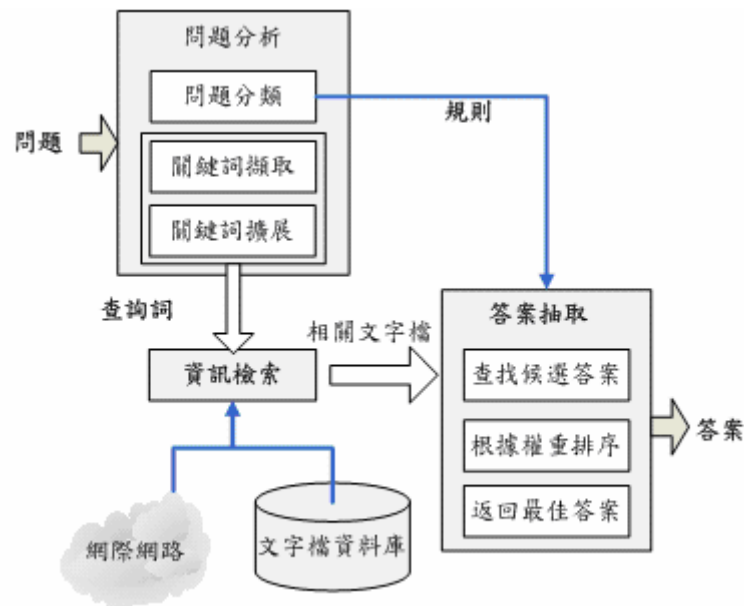 問題分析
問題分類
規則
問題
關鍵詞擷取
關鍵詞擴展
查詢詞
答案抽取
相關文字檔
資訊檢索
查找候選答案
根據權重排序
答案
返回最佳答案
網際網路
文字檔資料庫